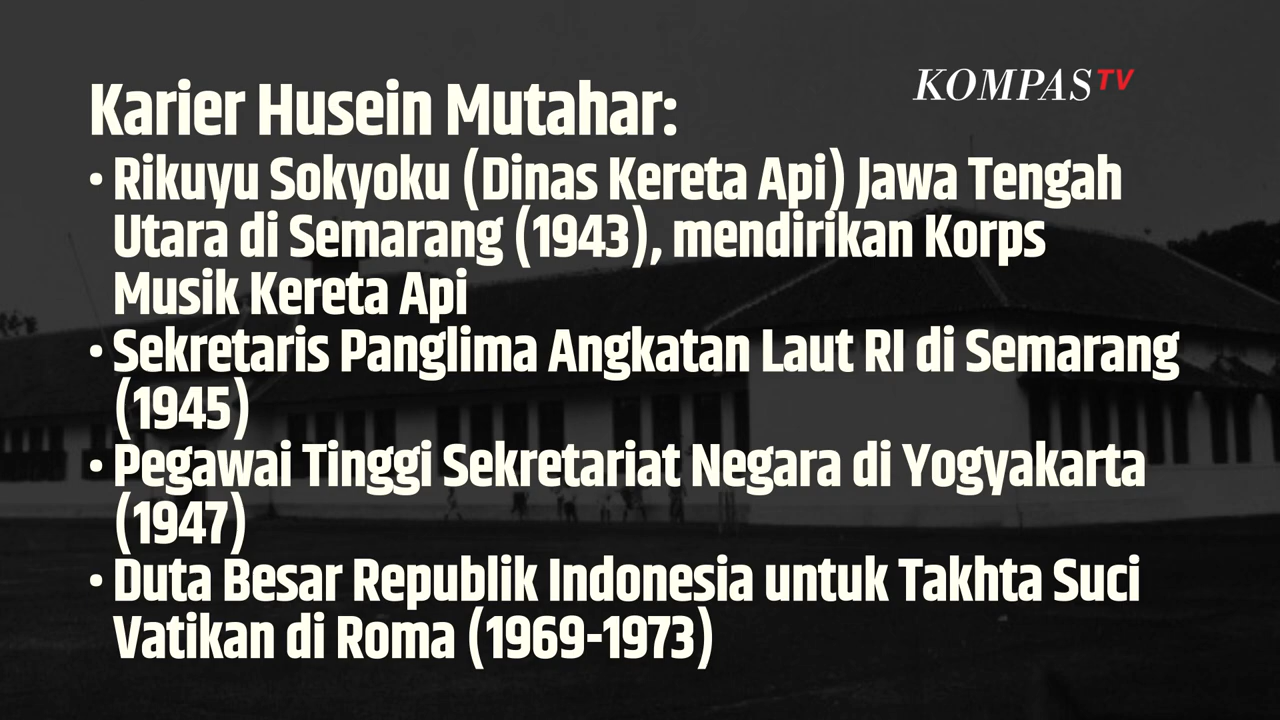 KOMPASTV
Karier Husein Mutahar:
• Rikuyu Sokyoku (Dinas Kereta Api) Jawa Tengah
Utara di Semarang (1943), mendirikan Korps
Musik Kereta Api
• Sekretaris Panglima Angkatan Laut RI di Semarang
(1945)
• Pegawai Tinggi Sekretariat Negara di Yogyakarta
(1947)
• Duta Besar Republik Indonesia untuk Takhta Suci
Vatikan di Roma (1969-1973)